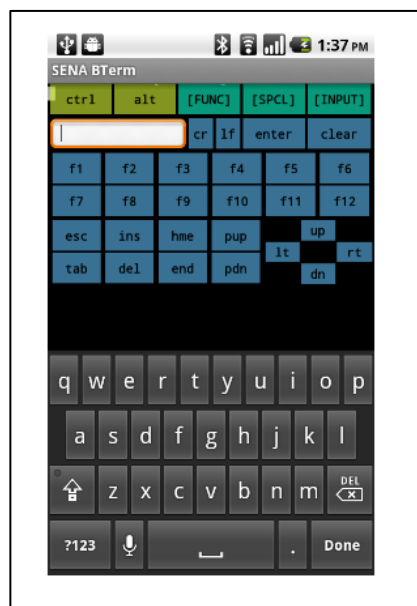 1:37 PM
SENA BTerm
ctrl alt [FUNC] [SPCL] [INPUT]
cr lf enter clear
f1 f2 f3 f4 f5 f6
f7 f8 f9 f10 f11 f12
esc ins hme pup up
lt rt
tab del end pdn dn
q w e r t y u i o p
a s d f g h j k l
z x c v b n m DEL
?123 . Done